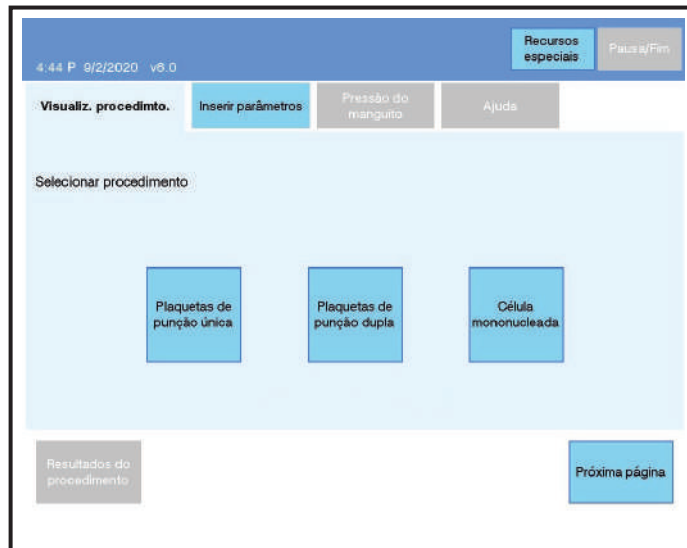 4:44 P  9/2/2020  v6.0
Recursos
especiais
Pausa/Fim
Visualiz. procedimto.
Inserir parâmetros
Pressão do
manguito
Ajuda
Selecionar procedimento
Plaquetas de
punção única
Plaquetas de
punção dupla
Célula
mononucleada
Resultados do
procedimento
Próxima página